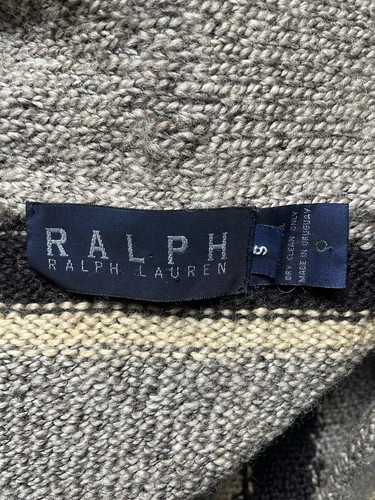 RALPH
RALPH LAUREN
S
DRY CLEAN ONLY
MADE IN URUGUAY